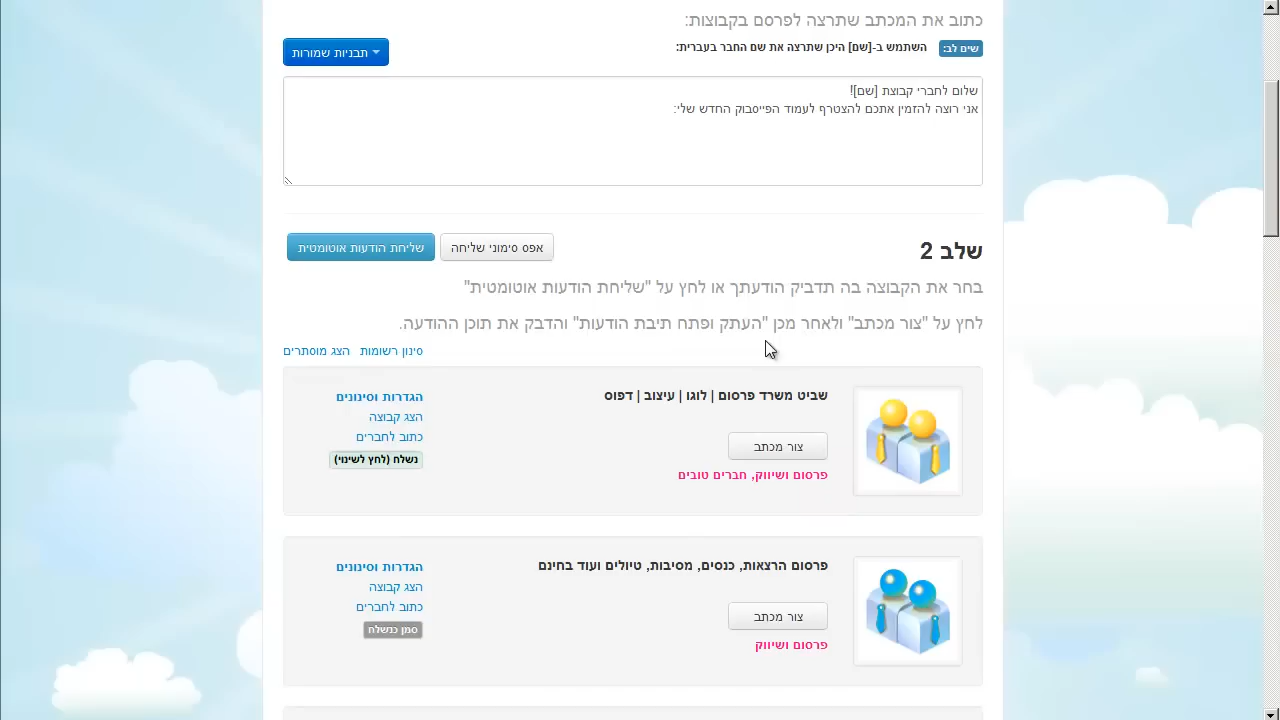 כתוב את המכתב שתרצה לפרסם בקבוצות:
שים לב: השתמש ב-[שם] היכן שתרצה את שם החבר בעברית:
תבניות שמורות
שלום לחברי קבוצת [שם]!
אני רוצה להזמין אתכם להצטרף לעמוד הפייסבוק החדש שלי:
שלב 2
אפס סימוני שליחה
שליחת הודעות אוטומטית
בחר את הקבוצה בה תדביק הודעתך או לחץ על "שליחת הודעות אוטומטית"
לחץ על "צור מכתב" ולאחר מכן "העתק ופתח תיבת הודעות" והדבק את תוכן ההודעה.
סינון רשומות הצג מוסתרים
שביט משרד פרסום | לוגו | עיצוב | דפוס
צור מכתב
פרסום ושיווק, חברים טובים
הגדרות וסינונים
הצג קבוצה
כתוב לחברים
נשלח (לחץ לשינוי)
פרסום הרצאות, כנסים, מסיבות, טיולים ועוד בחינם
צור מכתב
פרסום ושיווק
הגדרות וסינונים
הצג קבוצה
כתוב לחברים
סמן כנשלח